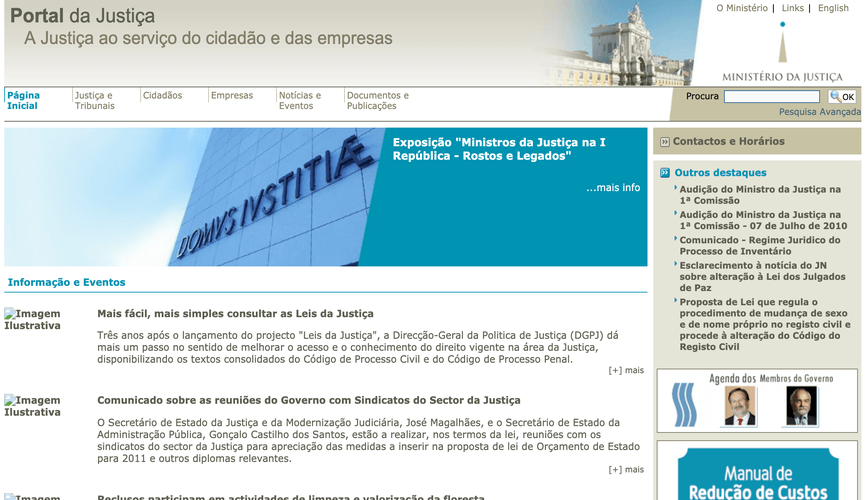 Portal da Justiça
A Justiça ao serviço do cidadão e das empresas
O Ministério | Links | English
MINISTÉRIO DA JUSTIÇA
Página
Inicial
Justiça e
Tribunais
Cidadãos
Empresas
Notícias e
Eventos
Documentos e
Publicações
Procura
OK
Pesquisa Avançada
DOMVS IVSTITIÆ
Exposição "Ministros da Justiça na I
República - Rostos e Legados"
...mais info
Informação e Eventos
Imagem
Ilustrativa
Mais fácil, mais simples consultar as Leis da Justiça
Três anos após o lançamento do projecto "Leis da Justiça", a Direcção-Geral da Politica de Justiça (DGPJ) dá
mais um passo no sentido de melhorar o acesso e o conhecimento do direito vigente na área da Justiça,
disponibilizando os textos consolidados do Código de Processo Civil e do Código de Processo Penal.
[+] mais
Imagem
Ilustrativa
Comunicado sobre as reuniões do Governo com Sindicatos do Sector da Justiça
O Secretário de Estado da Justiça e da Modernização Judiciária, José Magalhães, e o Secretário de Estado da
Administração Pública, Gonçalo Castilho dos Santos, estão a realizar, nos termos da lei, reuniões com os
sindicatos do sector da Justiça para apreciação das medidas a inserir na proposta de lei de Orçamento de Estado
para 2011 e outros diplomas relevantes.
[+] mais
Imagem
Reclusos participam em actividades de limpeza e valorização da floresta
Contactos e Horários
Outros destaques
Audição do Ministro da Justiça na
1ª Comissão
Audição do Ministro da Justiça na
1ª Comissão - 07 de Julho de 2010
Comunicado - Regime Juridico do
Processo de Inventário
Esclarecimento à notícia do JN
sobre alteração à Lei dos Julgados
de Paz
Proposta de Lei que regula o
procedimento de mudança de sexo
e de nome próprio no registo civil e
procede à alteração do Código do
Registo Civil
Agenda dos Membros do Governo
Manual de
Redução de Custos